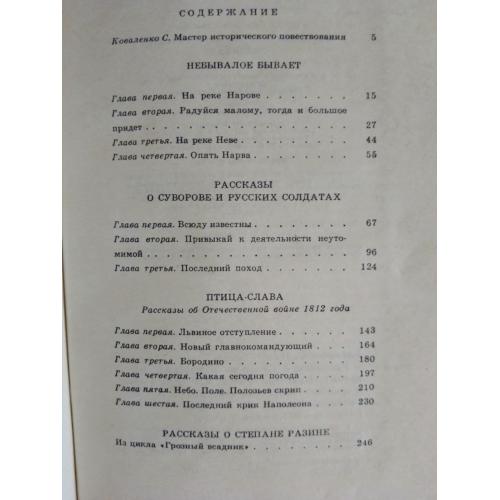 СОДЕРЖАНИЕ
Коваленко С. Мастер исторического повествования 5
НЕБЫВАЛОЕ БЫВАЕТ
Глава первая. На реке Нарове . . . . . . . 15
Глава вторая. Радуйся малому, тогда и большое
придет . . . . . . . . . . . . . . . . 27
Глава третья. На реке Неве . . . . . . . . 44
Глава четвертая. Опять Нарва . . . . . . . 55
РАССКАЗЫ
О СУВОРОВЕ И РУССКИХ СОЛДАТАХ
Глава первая. Всюду известны . . . . . . . 67
Глава вторая. Привыкай к деятельности неуто-
мимой . . . . . . . . . . . . . . . . 96
Глава третья. Последний поход . . . . . . . 124
ПТИЦА-СЛАВА
Рассказы об Отечественной войне 1812 года
Глава первая. Львиное отступление . . . . . 143
Глава вторая. Новый главнокомандующий . . . 164
Глава третья. Бородино . . . . . . . . . 180
Глава четвертая. Какая сегодня погода . . . . 197
Глава пятая. Небо. Поле. Полозьев скрип . . . 210
Глава шестая. Последний крик Наполеона . . . 230
РАССКАЗЫ О СТЕПАНЕ РАЗИНЕ
Из цикла «Грозный всадник» . . . . . . . . 246